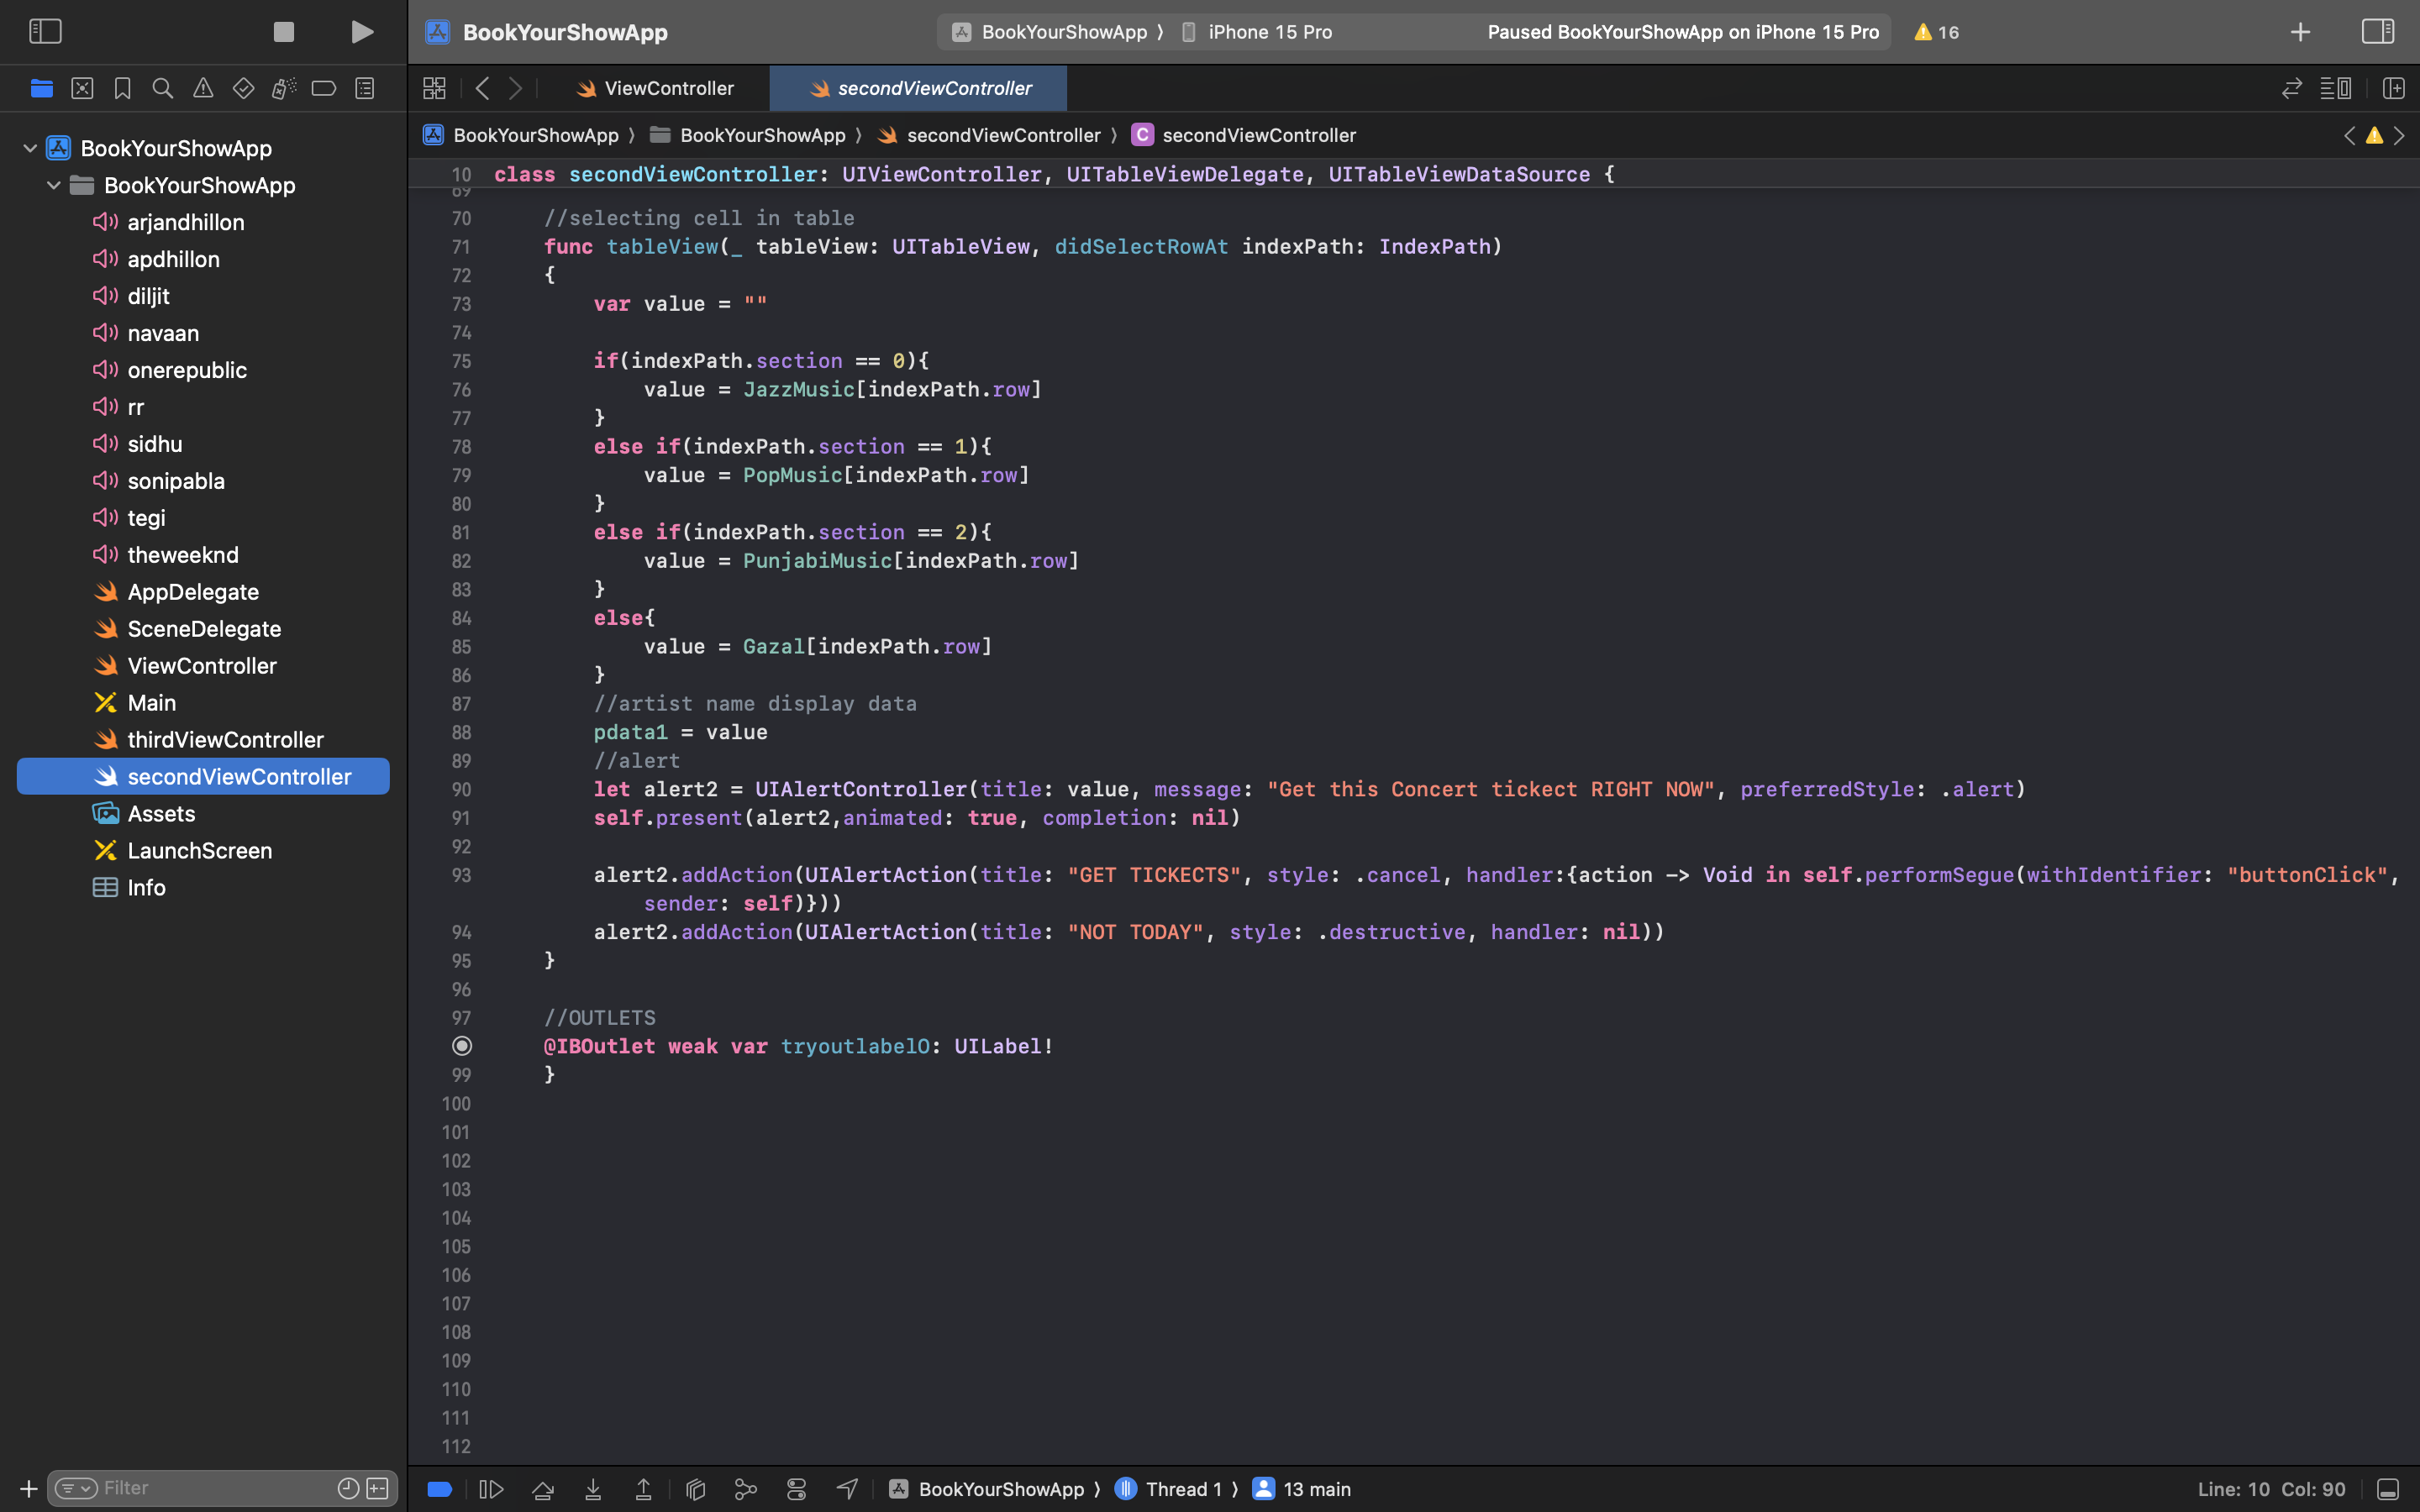 BookYourShowApp
BookYourShowApp 〉 iPhone 15 Pro
Paused BookYourShowApp on iPhone 15 Pro
16
ViewController
secondViewController
BookYourShowApp 〉 BookYourShowApp 〉 secondViewController 〉 C secondViewController
BookYourShowApp
BookYourShowApp
arjandhillon
apdhillon
diljit
navaan
onerepublic
rr
sidhu
sonipabla
tegi
theweeknd
AppDelegate
SceneDelegate
ViewController
Main
thirdViewController
secondViewController
Assets
LaunchScreen
Info
Filter
10 class secondViewController: UIViewController, UITableViewDelegate, UITableViewDataSource {
69
70 //selecting cell in table
71 func tableView(_ tableView: UITableView, didSelectRowAt indexPath: IndexPath)
72 {
73 var value = ""
74
75 if(indexPath.section == 0){
76 value = JazzMusic[indexPath.row]
77 }
78 else if(indexPath.section == 1){
79 value = PopMusic[indexPath.row]
80 }
81 else if(indexPath.section == 2){
82 value = PunjabiMusic[indexPath.row]
83 }
84 else{
85 value = Gazal[indexPath.row]
86 }
87 //artist name display data
88 pdata1 = value
89 //alert
90 let alert2 = UIAlertController(title: value, message: "Get this Concert tickect RIGHT NOW", preferredStyle: .alert)
91 self.present(alert2,animated: true, completion: nil)
92
93 alert2.addAction(UIAlertAction(title: "GET TICKECTS", style: .cancel, handler:{action -> Void in self.performSegue(withIdentifier: "buttonClick",
sender: self)}))
94 alert2.addAction(UIAlertAction(title: "NOT TODAY", style: .destructive, handler: nil))
95 }
96
97 //OUTLETS
@IBOutlet weak var tryoutlabelO: UILabel!
99 }
100
101
102
103
104
105
106
107
108
109
110
111
112
BookYourShowApp 〉 Thread 1 〉 13 main
Line: 10 Col: 90